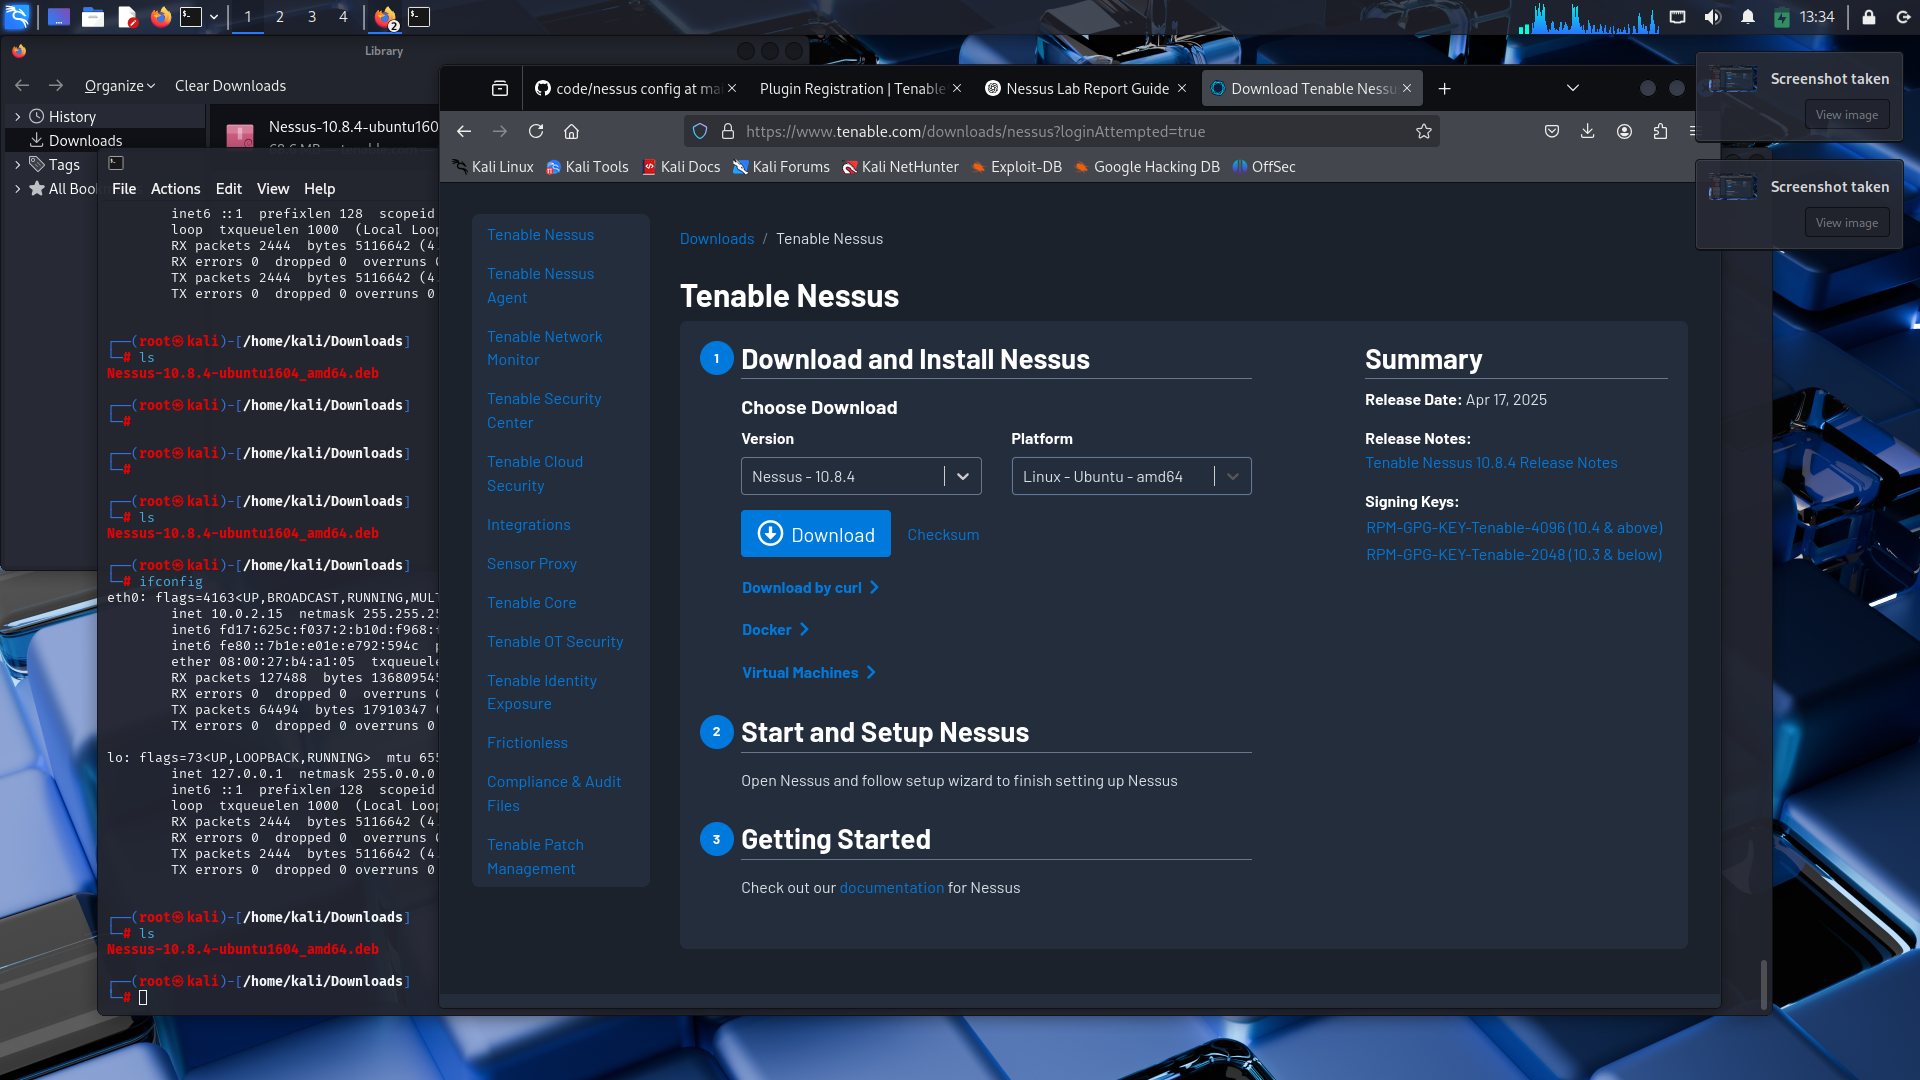 1
2
3
4
2
13:34
Library
Organize
Clear Downloads
History
Downloads
Tags
All Boo
Nessus-10.8.4-ubuntu160
File Actions Edit View Help
inet6 ::1 prefixlen 128 scopeid
loop txqueuelen 1000 (Local Loo
RX packets 2444 bytes 5116642 (4.
RX errors 0 dropped 0 overruns 0
TX packets 2444 bytes 5116642 (4.
TX errors 0 dropped 0 overruns 0
┌──(root㉿kali)-[/home/kali/Downloads]
└─# ls
Nessus-10.8.4-ubuntu1604_amd64.deb
┌──(root㉿kali)-[/home/kali/Downloads]
└─#
┌──(root㉿kali)-[/home/kali/Downloads]
└─#
┌──(root㉿kali)-[/home/kali/Downloads]
└─# ls
Nessus-10.8.4-ubuntu1604_amd64.deb
┌──(root㉿kali)-[/home/kali/Downloads]
└─# ifconfig
eth0: flags=4163<UP,BROADCAST,RUNNING,MULT
inet 10.0.2.15 netmask 255.255.25
inet6 fd17:625c:f037:2:b10d:f968:
inet6 fe80::7b1e:e01e:e792:594c p
ether 08:00:27:b4:a1:05 txqueuele
RX packets 127488 bytes 136809545
RX errors 0 dropped 0 overruns 0
TX packets 64494 bytes 17910347 (
TX errors 0 dropped 0 overruns 0
lo: flags=73<UP,LOOPBACK,RUNNING> mtu 655
inet 127.0.0.1 netmask 255.0.0.0
inet6 ::1 prefixlen 128 scopeid
loop txqueuelen 1000 (Local Loop
RX packets 2444 bytes 5116642 (4.
RX errors 0 dropped 0 overruns 0
TX packets 2444 bytes 5116642 (4.
TX errors 0 dropped 0 overruns 0
┌──(root㉿kali)-[/home/kali/Downloads]
└─# ls
Nessus-10.8.4-ubuntu1604_amd64.deb
┌──(root㉿kali)-[/home/kali/Downloads]
└─#
code/nessus config at ma
Plugin Registration | Tenable
Nessus Lab Report Guide
Download Tenable Nessu
https://www.tenable.com/downloads/nessus?loginAttempted=true
Kali Linux
Kali Tools
Kali Docs
Kali Forums
Kali NetHunter
Exploit-DB
Google Hacking DB
OffSec
Tenable Nessus
Tenable Nessus
Agent
Tenable Network
Monitor
Tenable Security
Center
Tenable Cloud
Security
Integrations
Sensor Proxy
Tenable Core
Tenable OT Security
Tenable Identity
Exposure
Frictionless
Compliance & Audit
Files
Tenable Patch
Management
Downloads / Tenable Nessus
Tenable Nessus
1 Download and Install Nessus
Choose Download
Version
Platform
Nessus - 10.8.4
Linux - Ubuntu - amd64
Download
Checksum
Download by curl
Docker
Virtual Machines
2 Start and Setup Nessus
Open Nessus and follow setup wizard to finish setting up Nessus
3 Getting Started
Check out our documentation for Nessus
Summary
Release Date: Apr 17, 2025
Release Notes:
Tenable Nessus 10.8.4 Release Notes
Signing Keys:
RPM-GPG-KEY-Tenable-4096 (10.4 & above)
RPM-GPG-KEY-Tenable-2048 (10.3 & below)
Screenshot taken
View image
Screenshot taken
View image